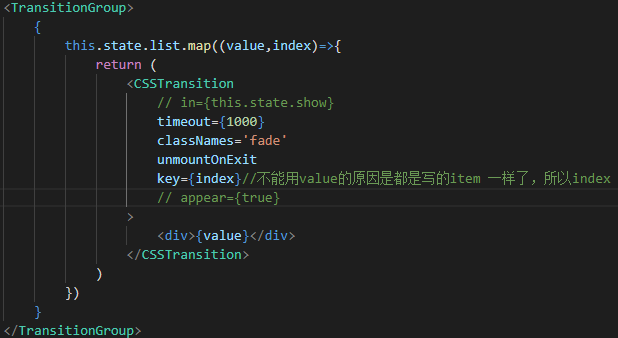 <TransitionGroup>
{
this.state.list.map((value,index)=>{
return (
<CSSTransition
// in={this.state.show}
timeout={1000}
classNames='fade'
unmountOnExit
key={index}//不能用value的原因是都是写的item 一样了，所以index
// appear={true}
>
<div>{value}</div>
</CSSTransition>
)
})
}
</TransitionGroup>